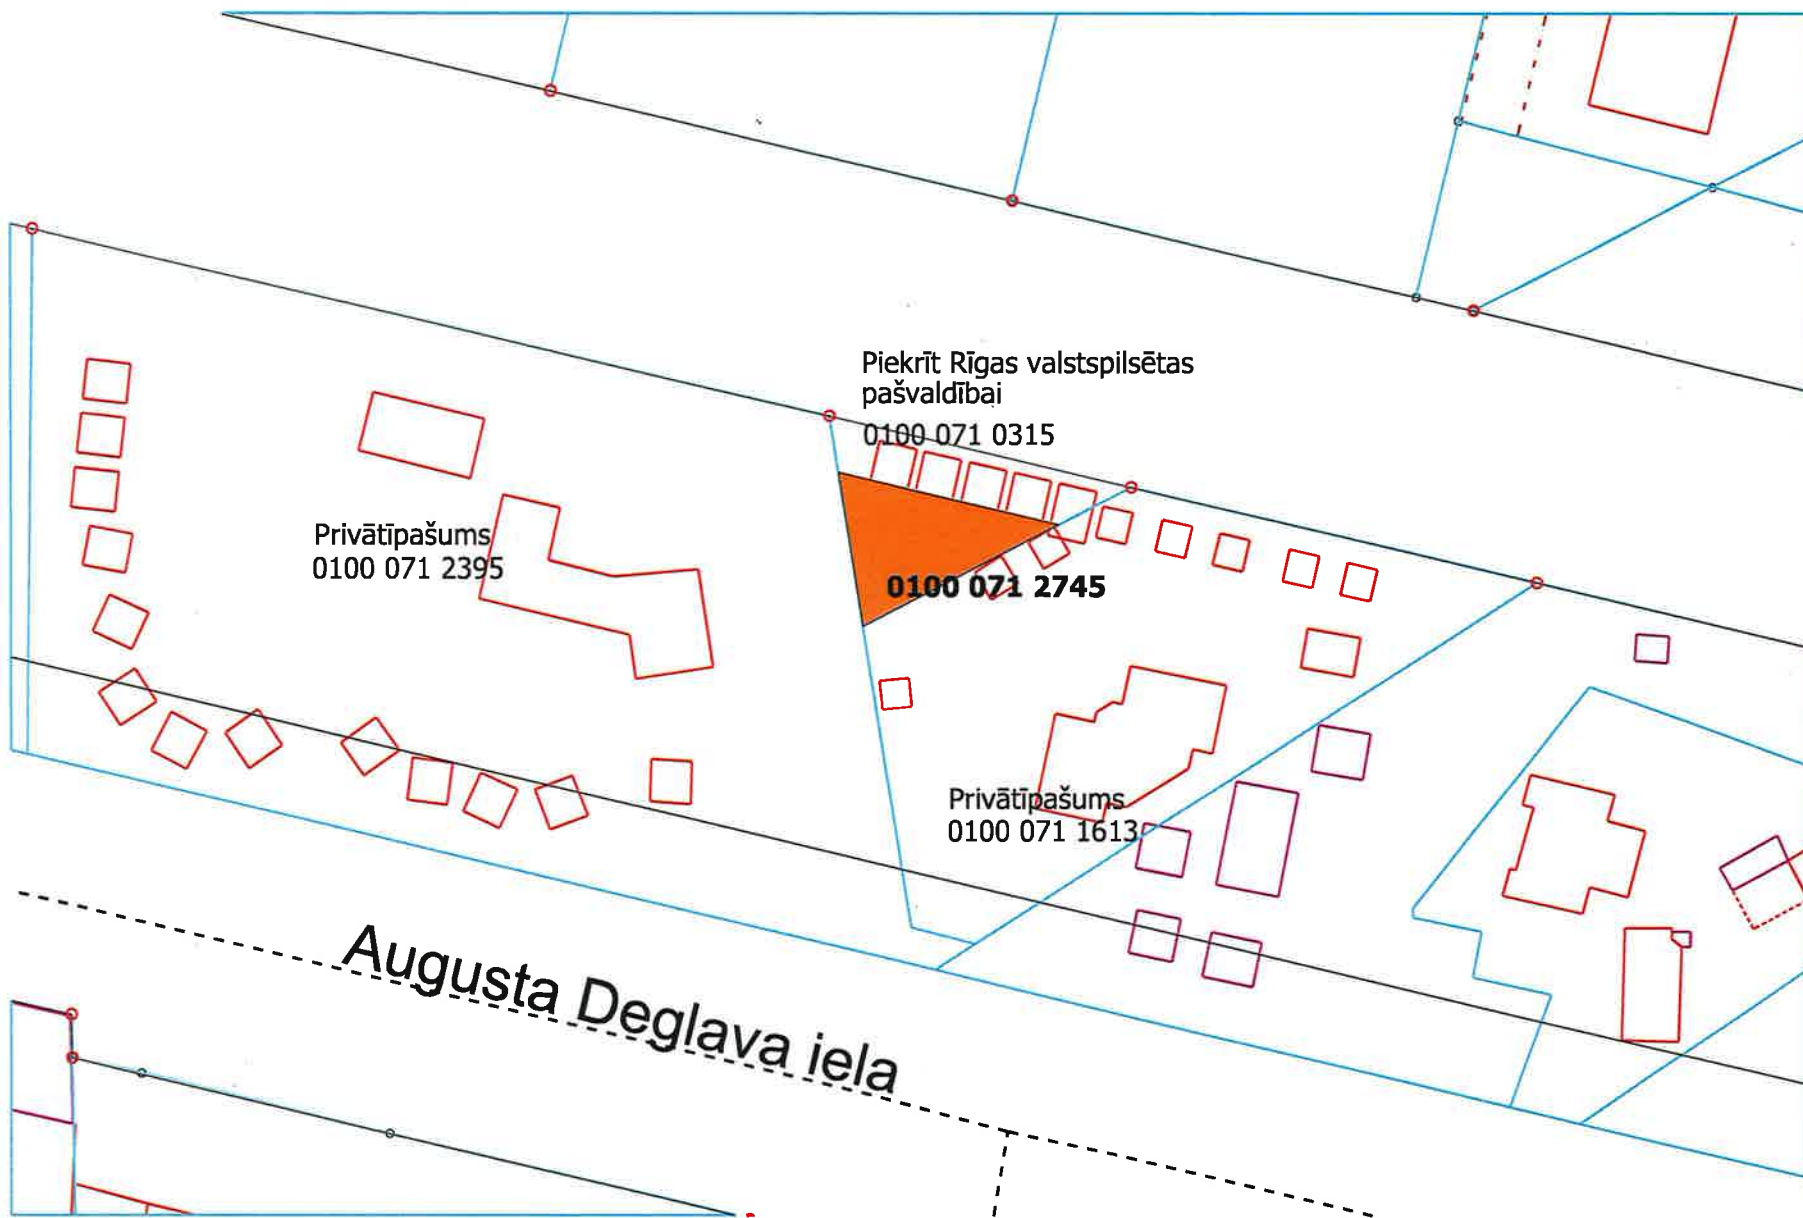 Piekrīt Rīgas valstspilsētas
pašvaldībai
0100 071 0315
Privātīpašums
0100 071 2395
0100 071 2745
Privātīpašums
0100 071 1613
Augusta Deglava iela